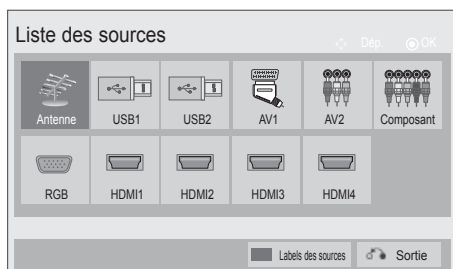 Liste des sources
Dép. OK
Antenne USB1 USB2 AV1 AV2 Composant
RGB HDMI1 HDMI2 HDMI3 HDMI4
Labels des sources Sortie